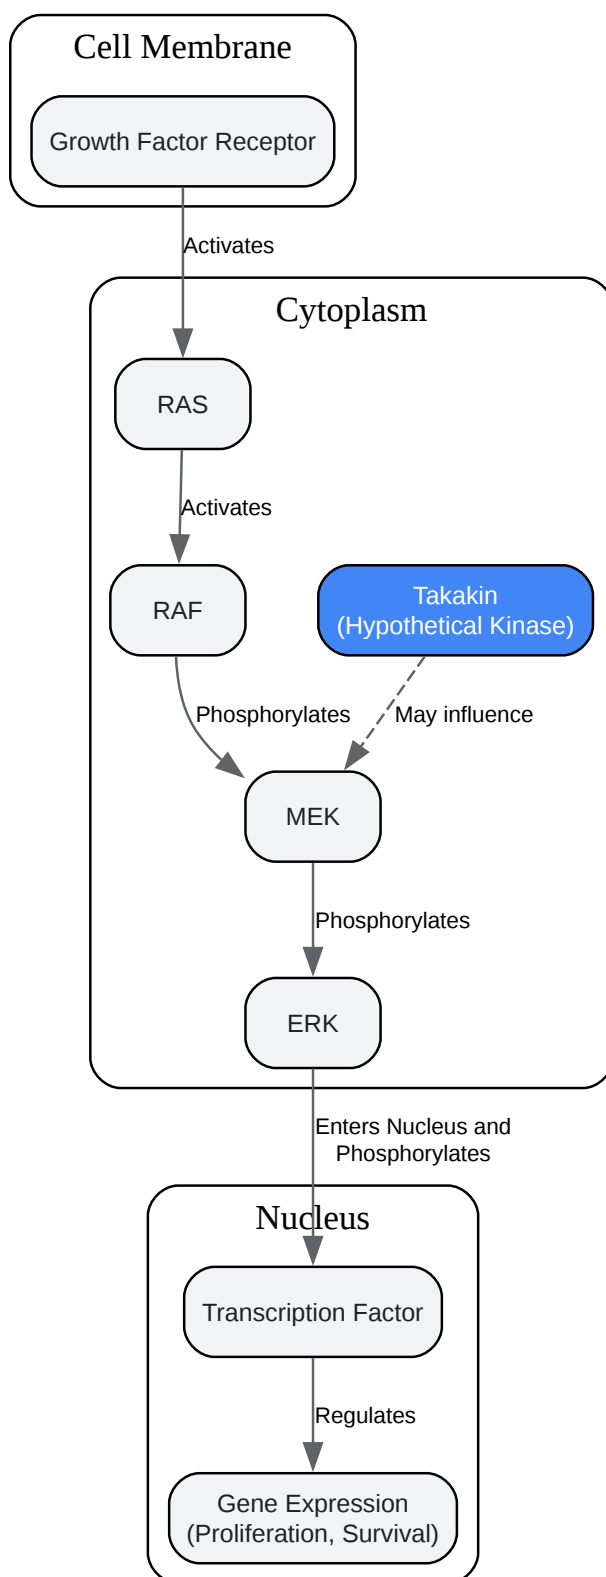 Cell Membrane
Growth Factor Receptor
Activates
Cytoplasm
RAS
Activates
RAF
Takakin
(Hypothetical Kinase)
Phosphorylates
May influence
MEK
Phosphorylates
ERK
Enters Nucleus and
Phosphorylates
Nucleus
Transcription Factor
Regulates
Gene Expression
(Proliferation, Survival)